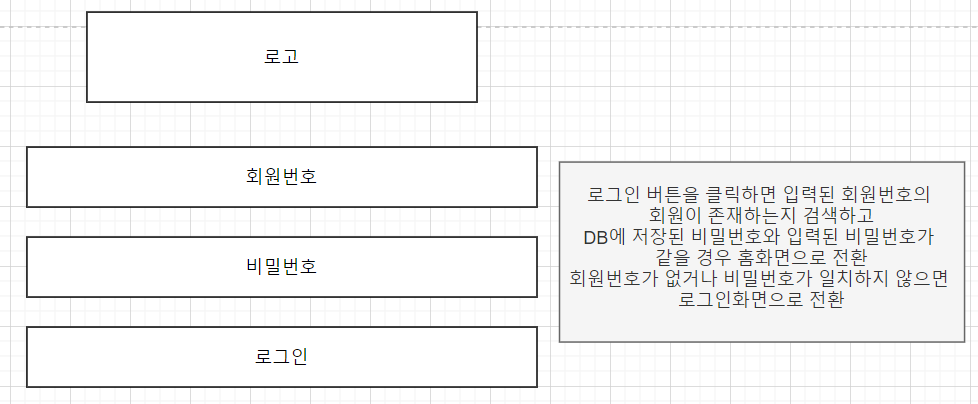 로고
회원번호
비밀번호
로그인
로그인 버튼을 클릭하면 입력된 회원번호의
회원이 존재하는지 검색하고
DB에 저장된 비밀번호와 입력된 비밀번호가
같을 경우 홈화면으로 전환
회원번호가 없거나 비밀번호가 일치하지 않으면
로그인화면으로 전환